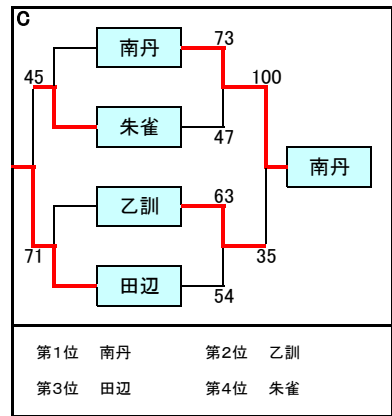 C
南丹
73
45
100
朱雀
47
南丹
乙訓
63
71
35
田辺
54
第1位 南丹 第2位 乙訓
第3位 田辺 第4位 朱雀